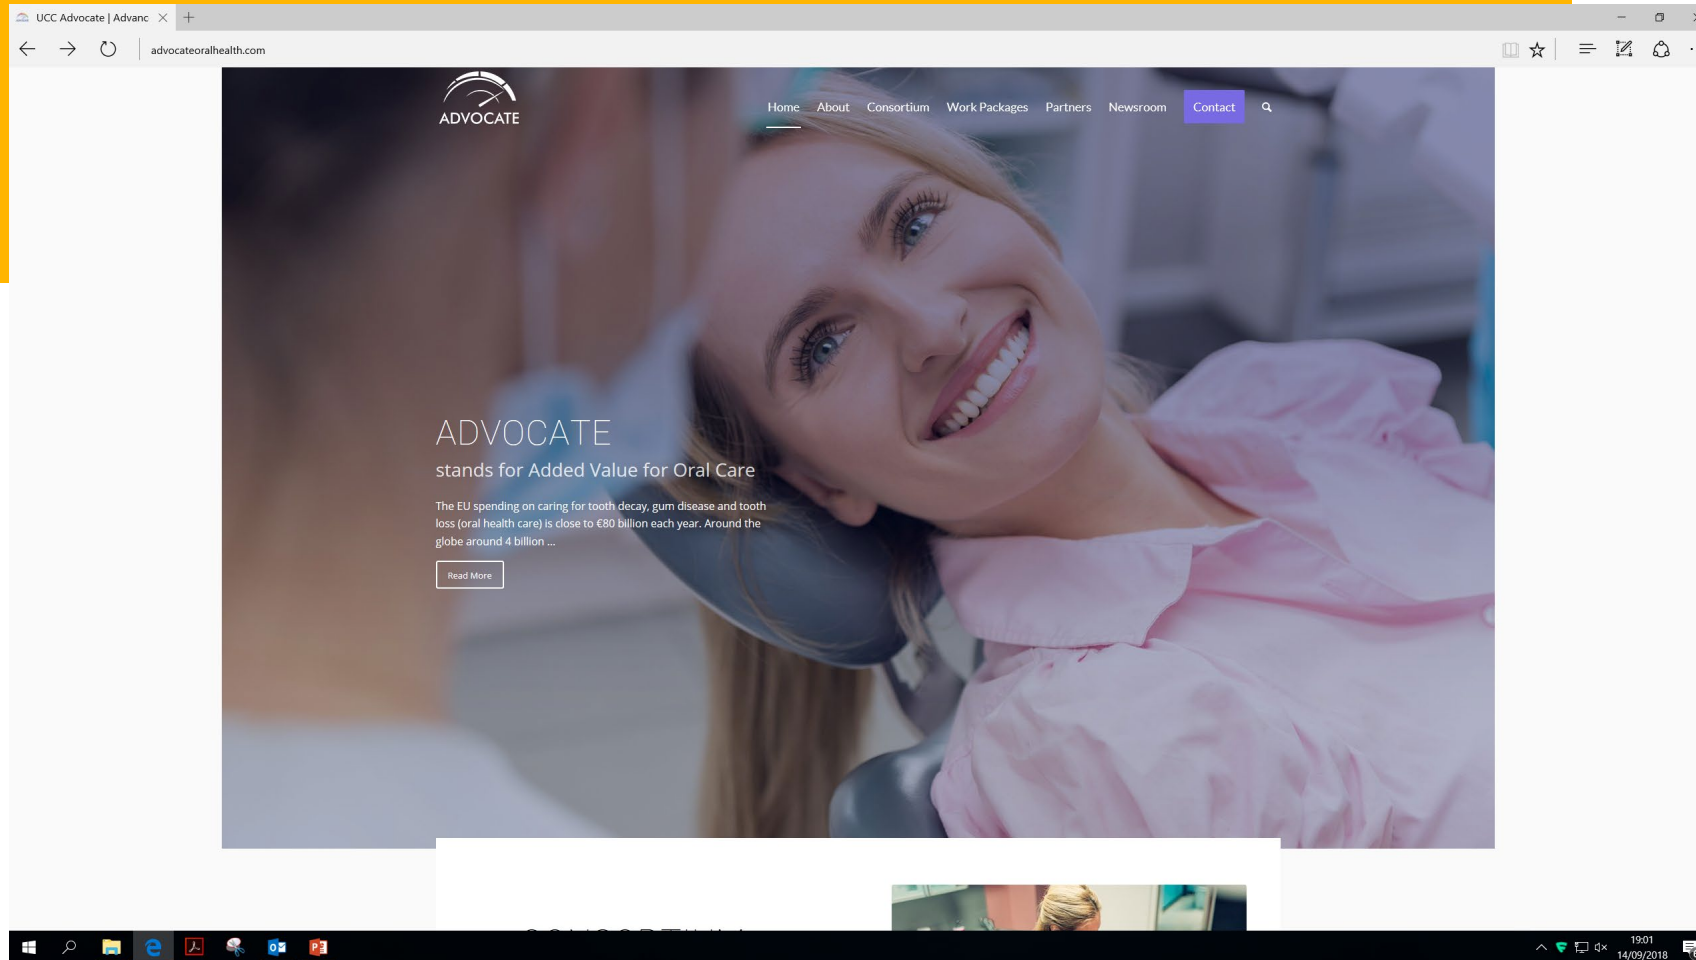 UCC Advocate | Advanc
advocateoralhealth.com
ADVOCATE
Home About Consortium Work Packages Partners Newsroom Contact
ADVOCATE
stands for Added Value for Oral Care
The EU spending on caring for tooth decay, gum disease and tooth
loss (oral health care) is close to €80 billion each year. Around the
globe around 4 billion ...
Read More
19:01
14/09/2018